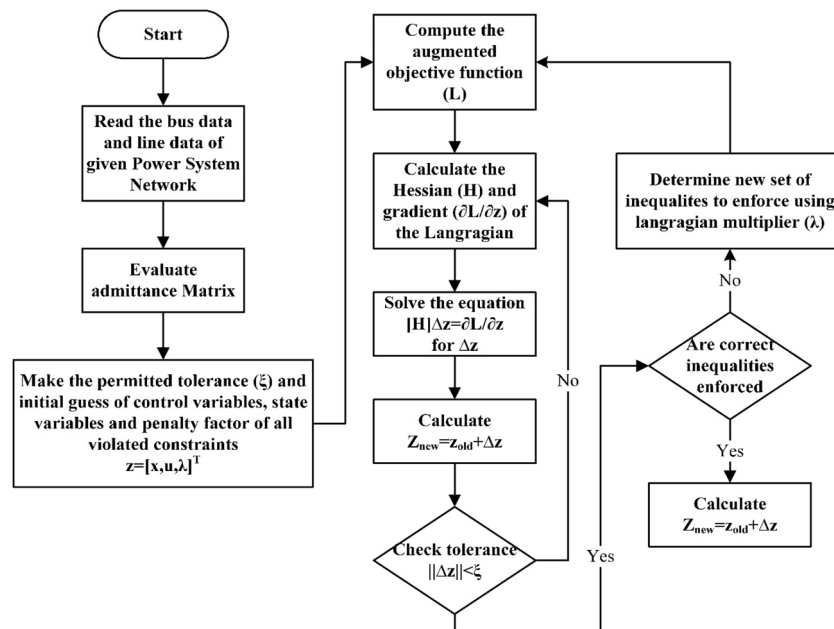 Start
Read the bus data
and line data of
given Power System
Network
Evaluate
admittance Matrix
Make the permitted tolerance (ξ) and
initial guess of control variables, state
variables and penalty factor of all
violated constraints
z=[x,u,λ]ᵀ
Compute the
augmented
objective function
(L)
Calculate the
Hessian (H) and
gradient (∂L/∂z) of
the Langragian
Solve the equation
[H]Δz=∂L/∂z
for Δz
Calculate
Zₙₑw=zₒₗd+Δz
Check tolerance
||Δz||<ξ
No
Yes
Determine new set of
inequalites to enforce using
langragian multiplier (λ)
No
Are correct
inequalities
enforced
Yes
Calculate
Zₙₑw=zₒₗd+Δz